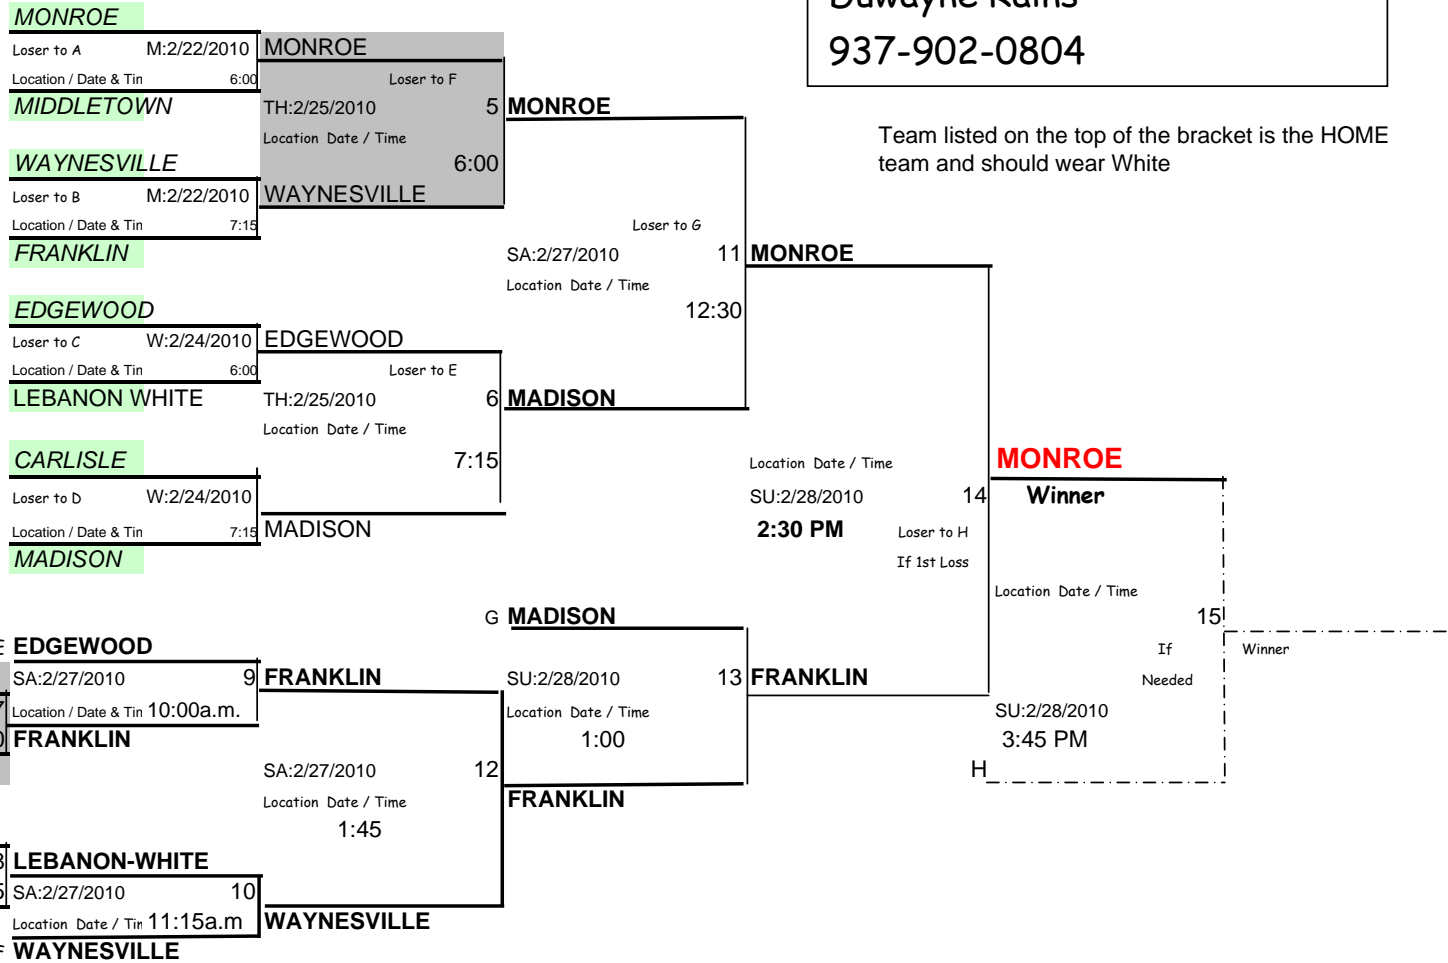 MONROE
Loser to A M:2/22/2010
Location / Date & Tin 6:00
MIDDLETOWN
WAYNESVILLE
Loser to B M:2/22/2010
Location / Date & Tin 7:15
FRANKLIN
EDGEWOOD
Loser to C W:2/24/2010
Location / Date & Tin 6:00
LEBANON WHITE
CARLISLE
Loser to D W:2/24/2010
Location / Date & Tin 7:15
MADISON
MONROE
Loser to F
TH:2/25/2010 5
Location Date / Time
6:00
WAYNESVILLE
EDGEWOOD
Loser to E
TH:2/25/2010 6
Location Date / Time
7:15
MADISON
MONROE
Loser to G
SA:2/27/2010 11
Location Date / Time
12:30
MADISON
Duwayne Rains
937-902-0804
Team listed on the top of the bracket is the HOME
team and should wear White
MONROE
Location Date / Time
SU:2/28/2010 14
2:30 PM Loser to H
If 1st Loss
FRANKLIN
MONROE
Winner
Location Date / Time
15
If
Needed
SU:2/28/2010
3:45 PM
H
Winner
EDGEWOOD
SA:2/27/2010 9
Location / Date & Tin 10:00a.m.
FRANKLIN
LEBANON-WHITE
SA:2/27/2010 10
Location Date / Tin 11:15a.m
WAYNESVILLE
FRANKLIN
SA:2/27/2010 12
Location Date / Time
1:45
WAYNESVILLE
G MADISON
SU:2/28/2010 13
Location Date / Time
1:00
FRANKLIN